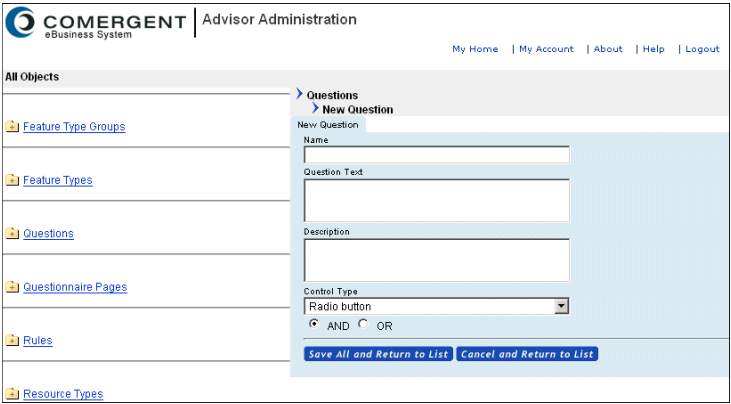 COMERGENT
eBusiness System
Advisor Administration
My Home | My Account | About | Help | Logout
All Objects
Feature Type Groups
Feature Types
Questions
Questionnaire Pages
Rules
Resource Types
Questions
New Question
New Question
Name
Question Text
Description
Control Type
Radio button
AND OR
Save All and Return to List Cancel and Return to List